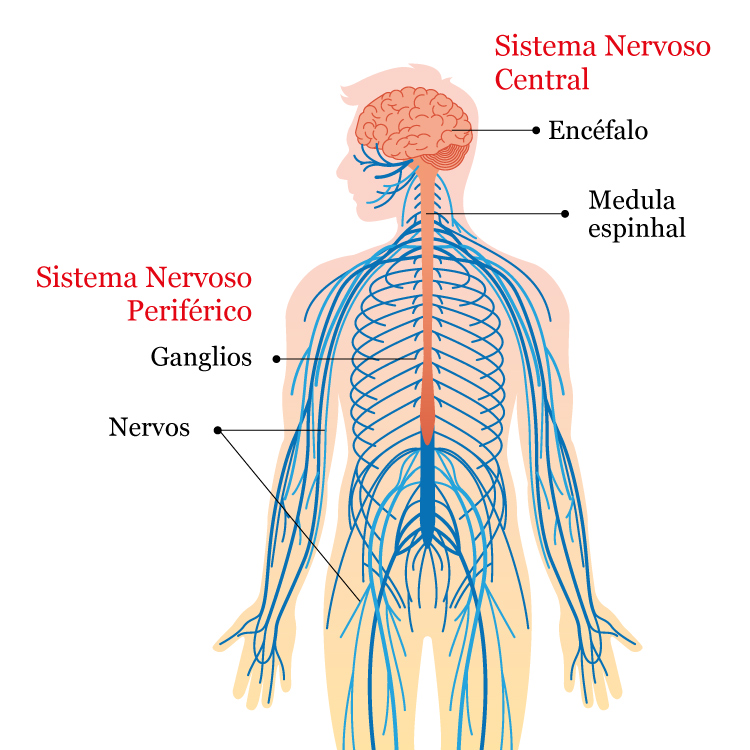 Sistema Nervoso
Central
Encéfalo
Medula
espinhal
Sistema Nervoso
Periférico
Ganglios
Nervos